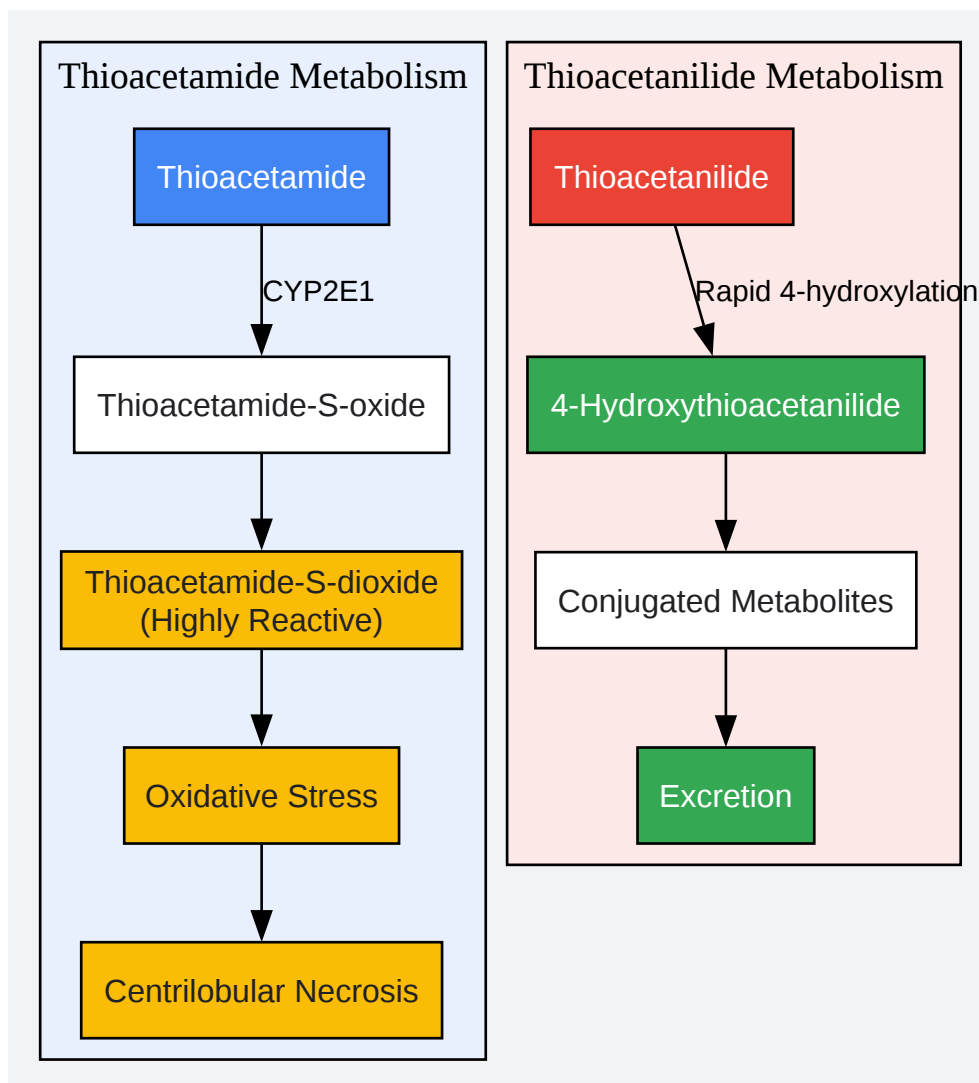 Thioacetamide Metabolism
Thioacetamide
CYP2E1
Thioacetamide-S-oxide
Thioacetamide-S-dioxide
(Highly Reactive)
Oxidative Stress
Centrilobular Necrosis
Thioacetanilide Metabolism
Thioacetanilide
Rapid 4-hydroxylation
4-Hydroxythioacetanilide
Conjugated Metabolites
Excretion